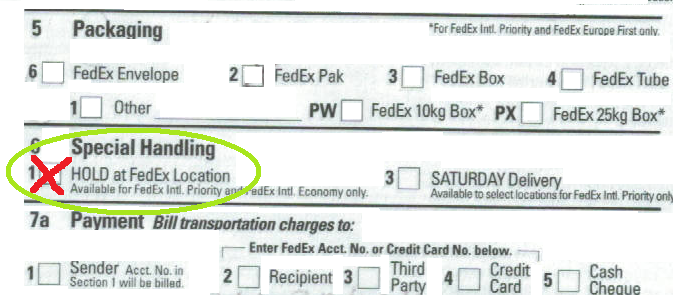 5 Packaging *For FedEx Intl. Priority and FedEx Europe First only.
6 FedEx Envelope 2 FedEx Pak 3 FedEx Box 4 FedEx Tube
1 Other PW FedEx 10kg Box* PX FedEx 25kg Box*
6 Special Handling
1 HOLD at FedEx Location 3 SATURDAY Delivery
Available for FedEx Intl. Priority and FedEx Intl. Economy only. Available to select locations for FedEx Intl. Priority only
7a Payment Bill transportation charges to:
Enter FedEx Acct. No. or Credit Card No. below.
1 Sender Acct. No. in Section 1 will be billed. 2 Recipient 3 Third Party 4 Credit Card 5 Cash Cheque